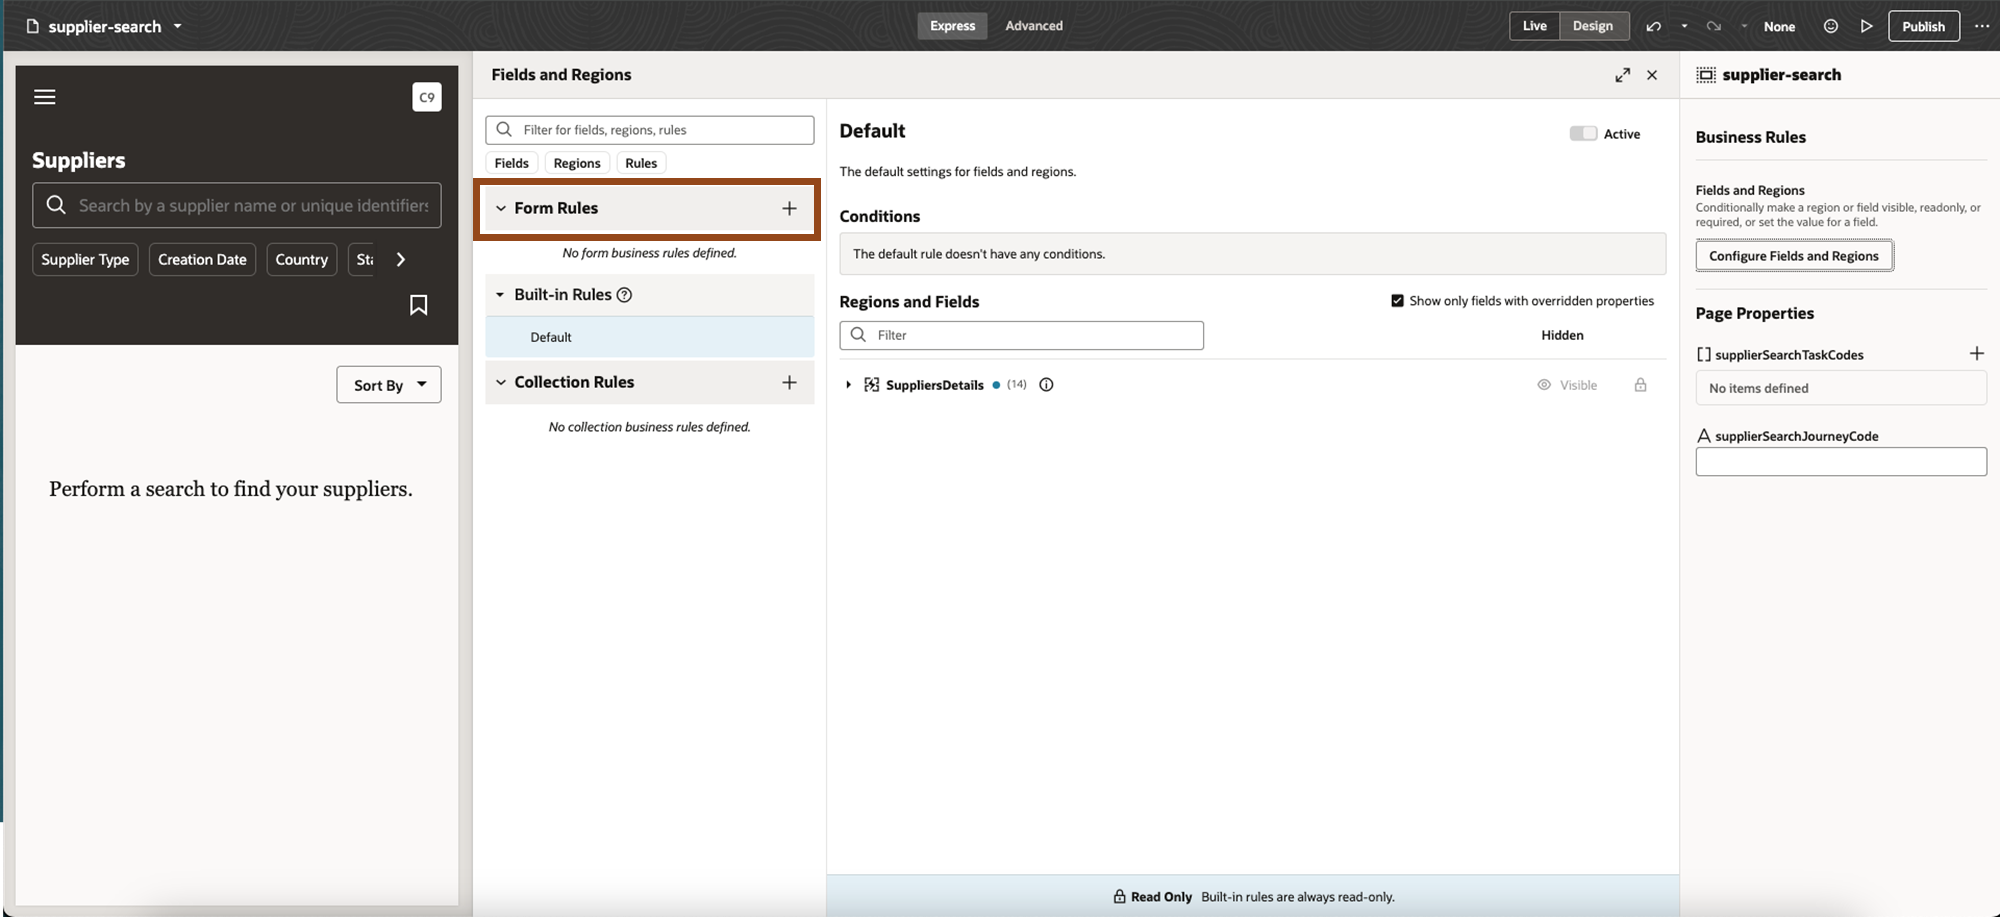 supplier-search
Express
Advanced
Live
Design
None
Publish
C9
Suppliers
Search by a supplier name or unique identifiers
Supplier Type
Creation Date
Country
Sta
Sort By
Perform a search to find your suppliers.
Fields and Regions
Filter for fields, regions, rules
Fields
Regions
Rules
Form Rules
No form business rules defined.
Built-in Rules
Default
Collection Rules
No collection business rules defined.
Default
Active
The default settings for fields and regions.
Conditions
The default rule doesn't have any conditions.
Regions and Fields
Show only fields with overridden properties
Filter
Hidden
SuppliersDetails (14)
Visible
Read Only Built-in rules are always read-only.
supplier-search
Business Rules
Fields and Regions
Conditionally make a region or field visible, readonly, or
required, or set the value for a field.
Configure Fields and Regions
Page Properties
supplierSearchTaskCodes
No items defined
supplierSearchJourneyCode